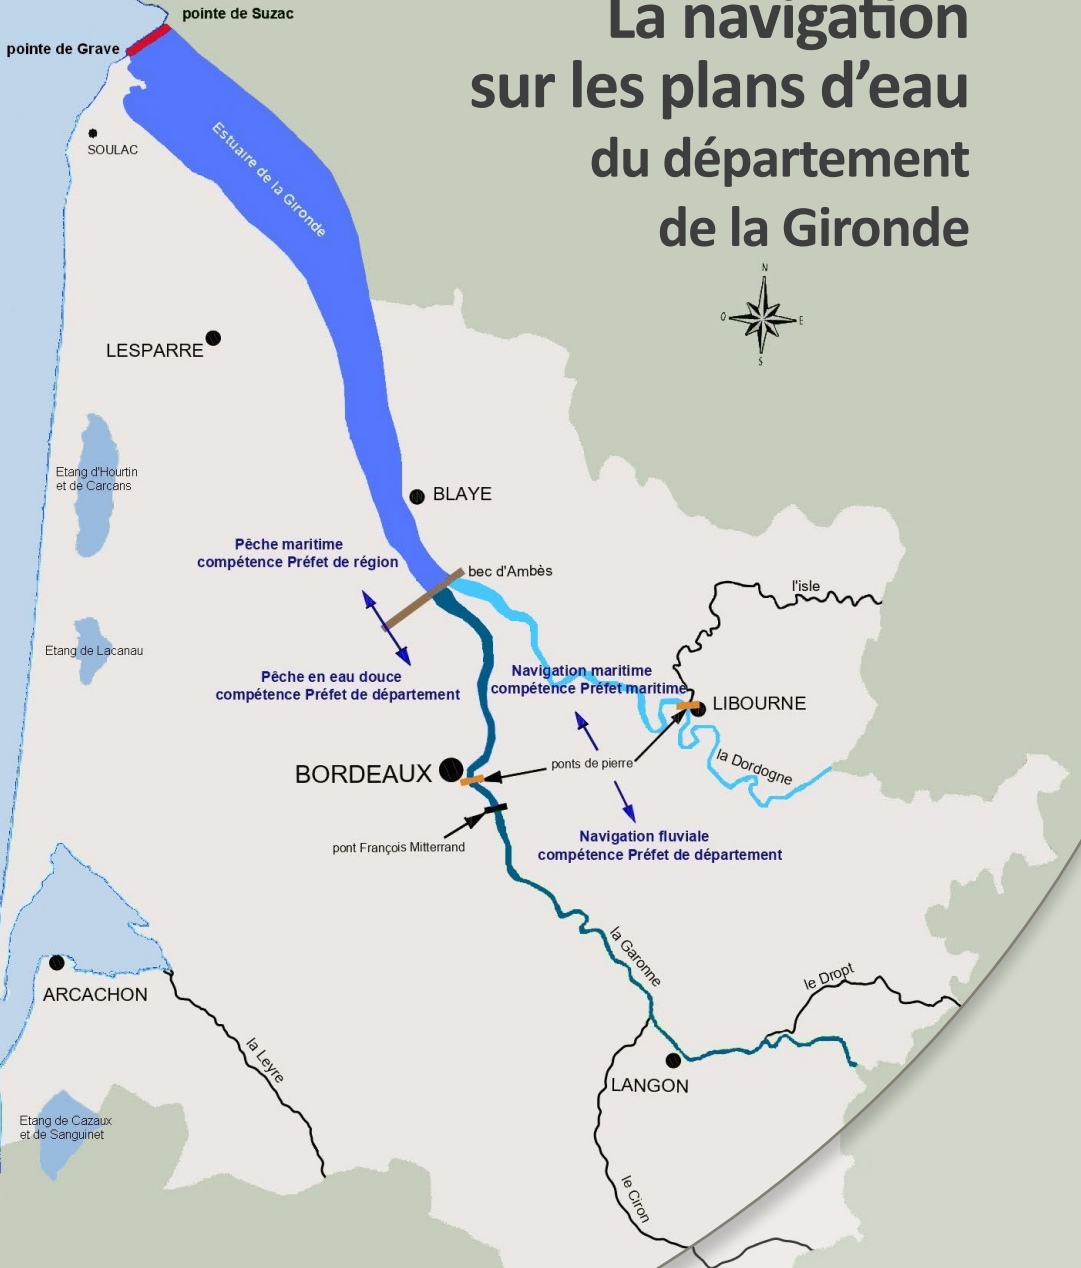 La navigation
sur les plans d’eau
du département
de la Gironde
pointe de Suzac
pointe de Grave
SOULAC
Estuaire de la Gironde
N
O
E
S
LESPARRE
Etang d'Hourtin
et de Carcans
BLAYE
Pêche maritime
compétence Préfet de région
bec d'Ambès
l'isle
Etang de Lacanau
Pêche en eau douce
compétence Préfet de département
Navigation maritime
compétence Préfet maritime
LIBOURNE
la Dordogne
ponts de pierre
BORDEAUX
pont François Mitterrand
Navigation fluviale
compétence Préfet de département
la Garonne
le Dropt
ARCACHON
la Leyre
LANGON
Etang de Cazaux
et de Sanguinet
le Ciron